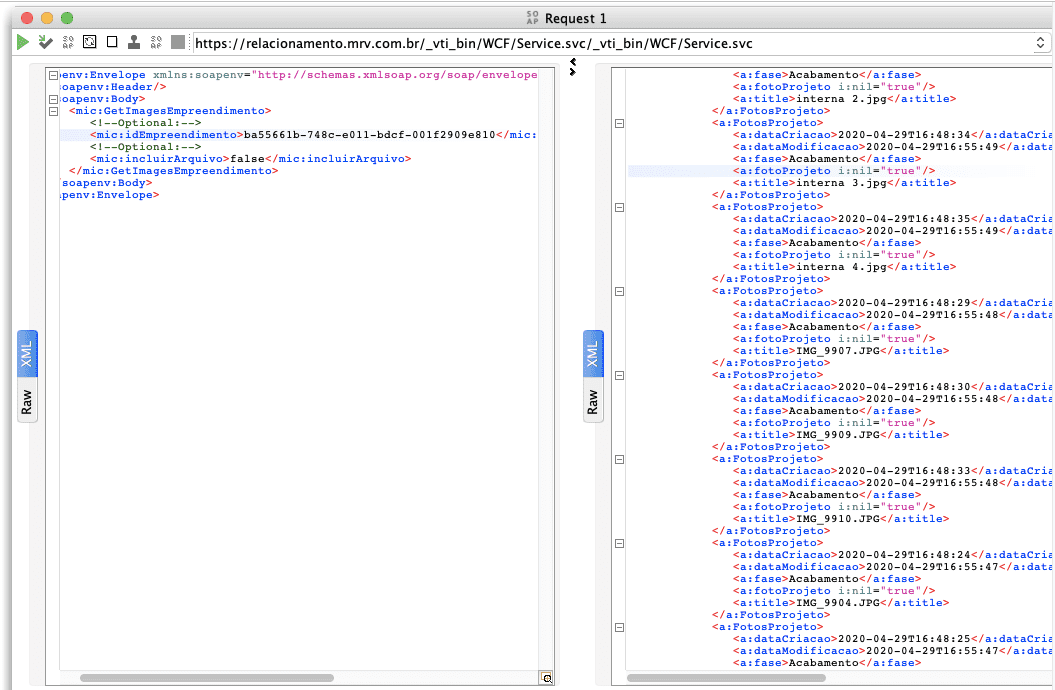 SO AP Request 1
https://relacionamento.mrv.com.br/_vti_bin/WCF/Service.svc/_vti_bin/WCF/Service.svc
XML
Raw
penv:Envelope xmlns:soapenv="http://schemas.xmlsoap.org/soap/envelope
soapenv:Header/>
soapenv:Body>
<mic:GetImagesEmpreendimento>
<!--Optional:-->
<mic:idEmpreendimento>ba55661b-748c-e011-bdcf-001f2909e810</mic:
<!--Optional:-->
<mic:incluirArquivo>false</mic:incluirArquivo>
</mic:GetImagesEmpreendimento>
/soapenv:Body>
apenv:Envelope>
XML
Raw
<a:fase>Acabamento</a:fase>
<a:fotoProjeto i:nil="true"/>
<a:title>interna 2.jpg</a:title>
</a:FotosProjeto>
<a:FotosProjeto>
<a:dataCriacao>2020-04-29T16:48:34</a:dataCria
<a:dataModificacao>2020-04-29T16:55:49</a:data
<a:fase>Acabamento</a:fase>
<a:fotoProjeto i:nil="true"/>
<a:title>interna 3.jpg</a:title>
</a:FotosProjeto>
<a:FotosProjeto>
<a:dataCriacao>2020-04-29T16:48:35</a:dataCria
<a:dataModificacao>2020-04-29T16:55:49</a:data
<a:fase>Acabamento</a:fase>
<a:fotoProjeto i:nil="true"/>
<a:title>interna 4.jpg</a:title>
</a:FotosProjeto>
<a:FotosProjeto>
<a:dataCriacao>2020-04-29T16:48:29</a:dataCria
<a:dataModificacao>2020-04-29T16:55:48</a:data
<a:fase>Acabamento</a:fase>
<a:fotoProjeto i:nil="true"/>
<a:title>IMG_9907.JPG</a:title>
</a:FotosProjeto>
<a:FotosProjeto>
<a:dataCriacao>2020-04-29T16:48:30</a:dataCria
<a:dataModificacao>2020-04-29T16:55:48</a:data
<a:fase>Acabamento</a:fase>
<a:fotoProjeto i:nil="true"/>
<a:title>IMG_9909.JPG</a:title>
</a:FotosProjeto>
<a:FotosProjeto>
<a:dataCriacao>2020-04-29T16:48:33</a:dataCria
<a:dataModificacao>2020-04-29T16:55:48</a:data
<a:fase>Acabamento</a:fase>
<a:fotoProjeto i:nil="true"/>
<a:title>IMG_9910.JPG</a:title>
</a:FotosProjeto>
<a:FotosProjeto>
<a:dataCriacao>2020-04-29T16:48:24</a:dataCria
<a:dataModificacao>2020-04-29T16:55:47</a:data
<a:fase>Acabamento</a:fase>
<a:fotoProjeto i:nil="true"/>
<a:title>IMG_9904.JPG</a:title>
</a:FotosProjeto>
<a:FotosProjeto>
<a:dataCriacao>2020-04-29T16:48:25</a:dataCria
<a:dataModificacao>2020-04-29T16:55:47</a:data
<a:fase>Acabamento</a:fase>